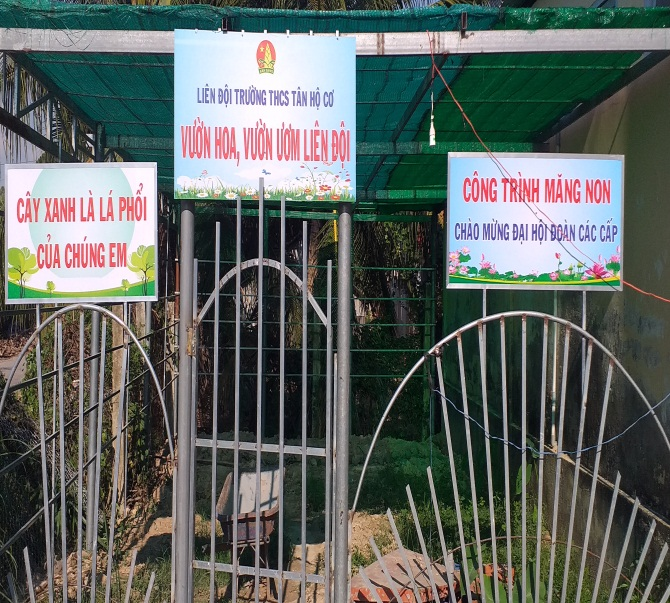 LIÊN ĐỘI TRƯỜNG THCS TÂN HỘ CƠ
VƯỜN HOA, VƯỜN ƯƠM LIÊN ĐỘI
CÂY XANH LÀ LÁ PHỔI
CỦA CHÚNG EM
CÔNG TRÌNH MĂNG NON
CHÀO MỪNG ĐẠI HỘI ĐOÀN CÁC CẤP